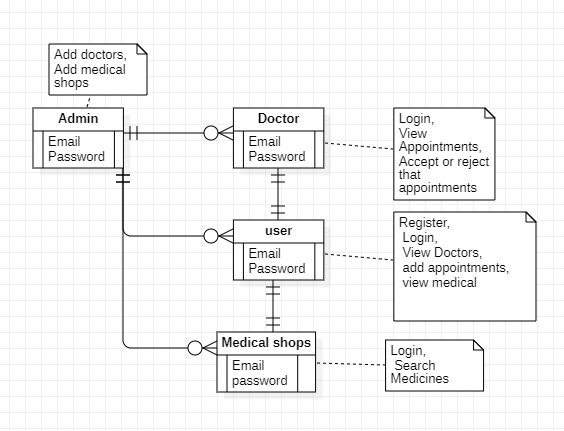 Add doctors,
Add medical
shops
Admin
Email
Password
Doctor
Email
Password
Login,
View
Appointments,
Accept or reject
that
appointments
user
Email
Password
Register,
Login,
View Doctors,
add appointments,
view medical
Medical shops
Email
password
Login,
Search
Medicines